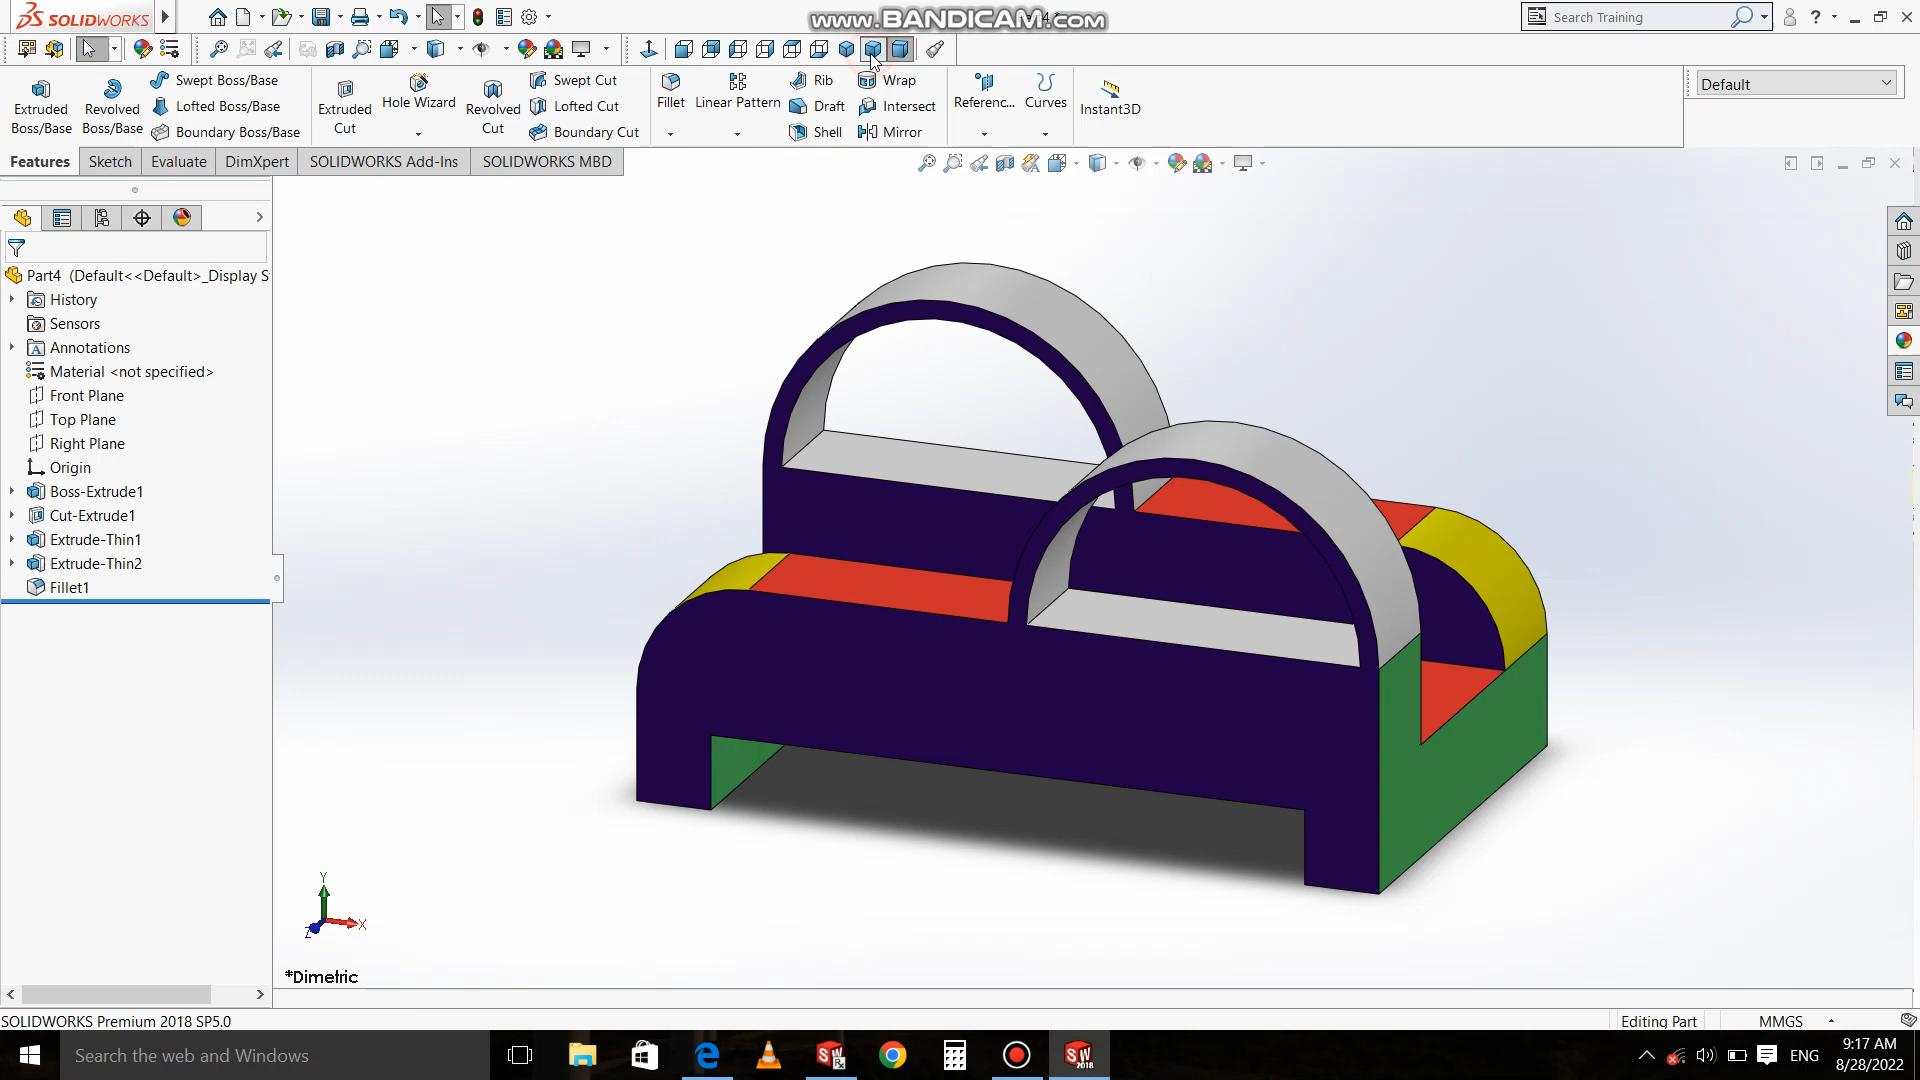 SOLIDWORKS
www.BANDICAM.com
Search Training
Extruded Boss/Base
Revolved Boss/Base
Swept Boss/Base
Lofted Boss/Base
Boundary Boss/Base
Extruded Cut
Hole Wizard
Revolved Cut
Swept Cut
Lofted Cut
Boundary Cut
Fillet
Linear Pattern
Rib
Draft
Shell
Wrap
Intersect
Mirror
Referenc...
Curves
Instant3D
Default
Features
Sketch
Evaluate
DimXpert
SOLIDWORKS Add-Ins
SOLIDWORKS MBD
Part4 (Default<<Default>_Display S
History
Sensors
Annotations
Material <not specified>
Front Plane
Top Plane
Right Plane
Origin
Boss-Extrude1
Cut-Extrude1
Extrude-Thin1
Extrude-Thin2
Fillet1
Y
X
Z
*Dimetric
SOLIDWORKS Premium 2018 SP5.0
Editing Part
MMGS
Search the web and Windows
ENG
9:17 AM
8/28/2022